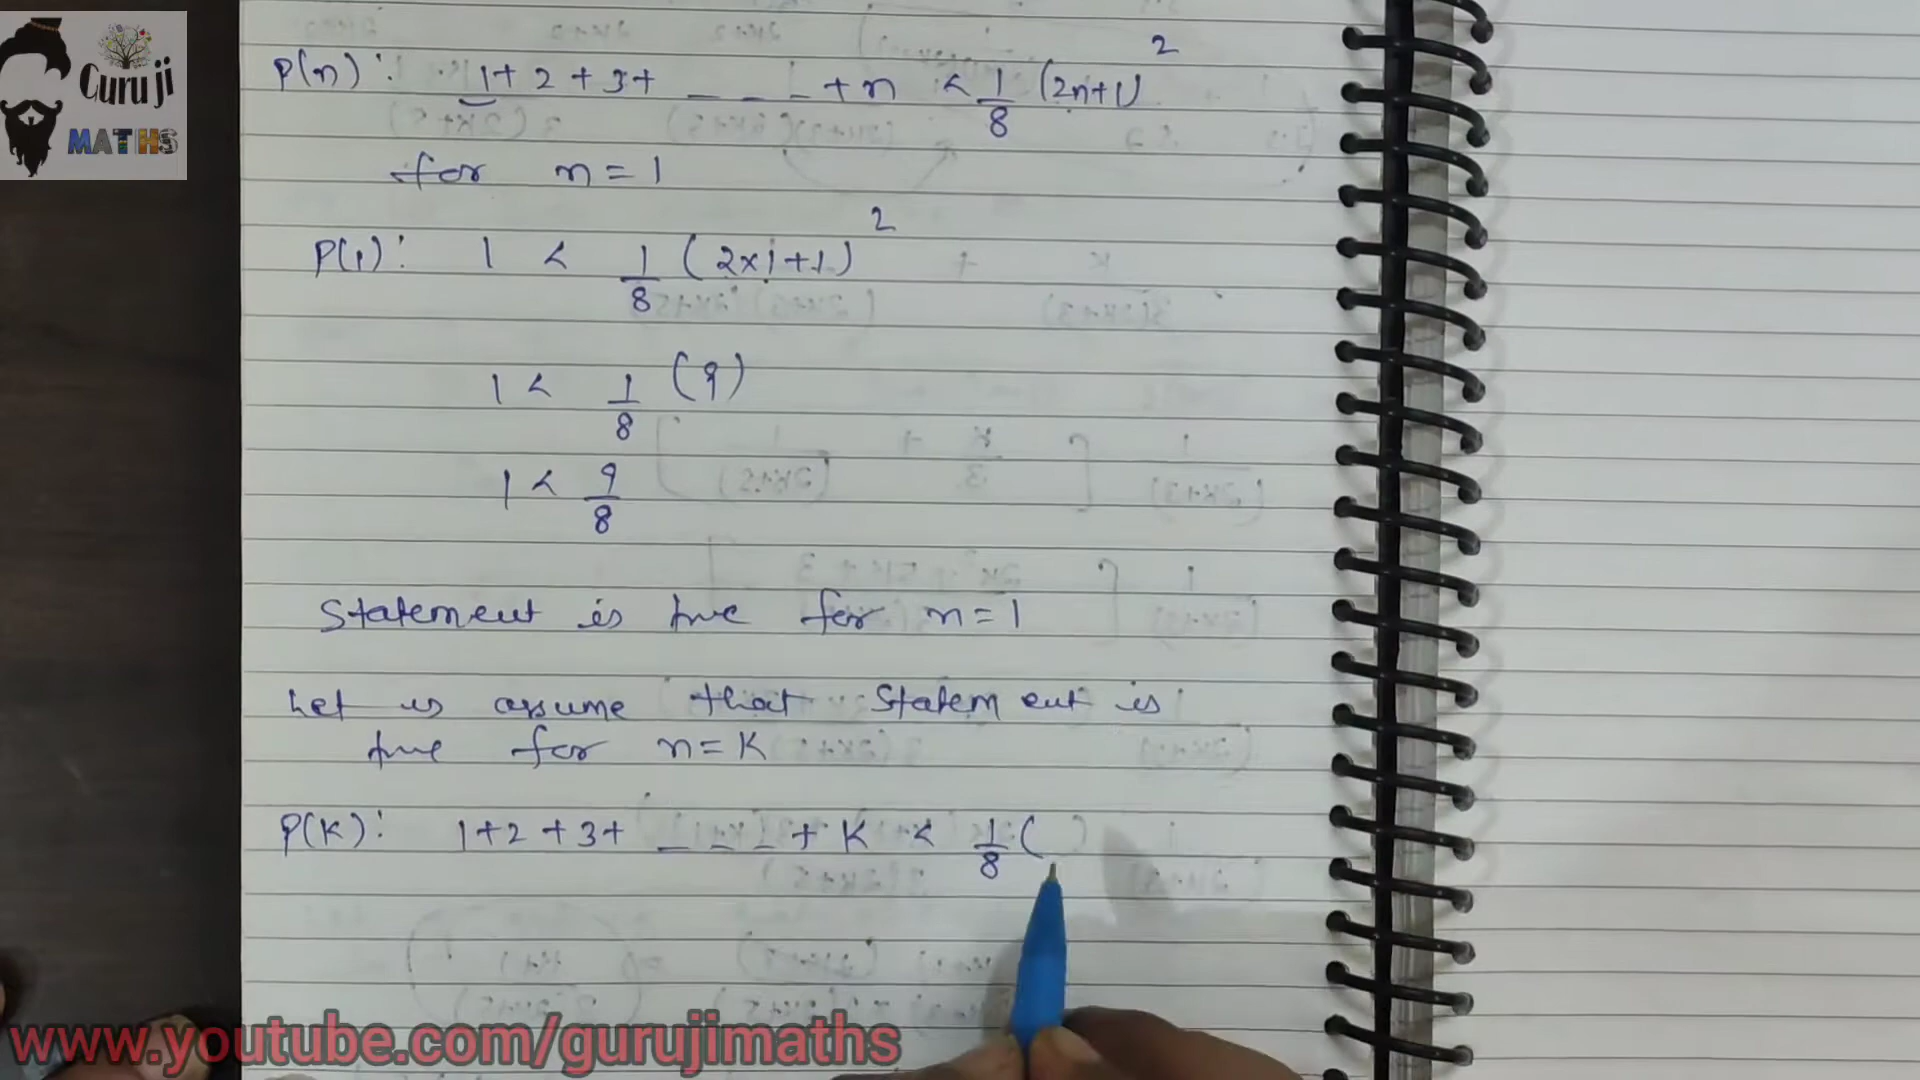 Guruji
MATHS
P(n): 1+2+3+ _ _ _ +n < 1/8 (2n+1)²
for n=1
P(1): 1 < 1/8 (2×1+1)²
1 < 1/8 (9)
1 < 9/8
Statement is true for n=1
Let us assume that Statement is
true for n=K
P(K): 1+2+3+ _ _ _ +K < 1/8 (
www.youtube.com/gurujimaths